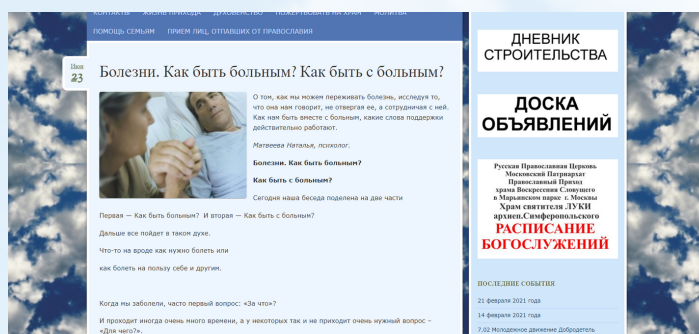 КОНТАКТЫ ЖИЗНЬ ПРИХОДА ДУХОВЕНСТВО ПОЖЕРТВОВАТЬ НА ХРАМ МОЛИТВА
ПОМОЩЬ СЕМЬЯМ ПРИЕМ ЛИЦ, ОТПАВШИХ ОТ ПРАВОСЛАВИЯ
23
Болезни. Как быть больным? Как быть с больным?
О том, как мы можем переживать болезнь, исследуя то,
что она нам говорит, не отвергая ее, а сотрудничая с ней.
Как нам быть вместе с больным, какие слова поддержки
действительно работают.
Матвеева Наталья, психолог.
Болезни. Как быть больным?
Как быть с больным?
Сегодня наша беседа поделена на две части
Первая — Как быть больным? И вторая — Как быть с больным?
Дальше все пойдет в таком духе.
Что-то на вроде как нужно болеть или
как болеть на пользу себе и другим.
Когда мы заболели, часто первый вопрос: «За что»?
И проходит иногда очень много времени, а у некоторых так и не приходит очень нужный вопрос –
«Для чего?».
ДНЕВНИК
СТРОИТЕЛЬСТВА
ДОСКА
ОБЪЯВЛЕНИЙ
Русская Православная Церковь
Московский Патриархат
Православный Приход
храма Воскресения Словущего
в Марьинском парке г. Москвы
Храм святителя ЛУКИ
архиеп.Симферопольского
РАСПИСАНИЕ
БОГОСЛУЖЕНИЙ
ПОСЛЕДНИЕ СОБЫТИЯ
21 февраля 2021 года
14 февраля 2021 года
7.02 Молодежное движение Добродетель